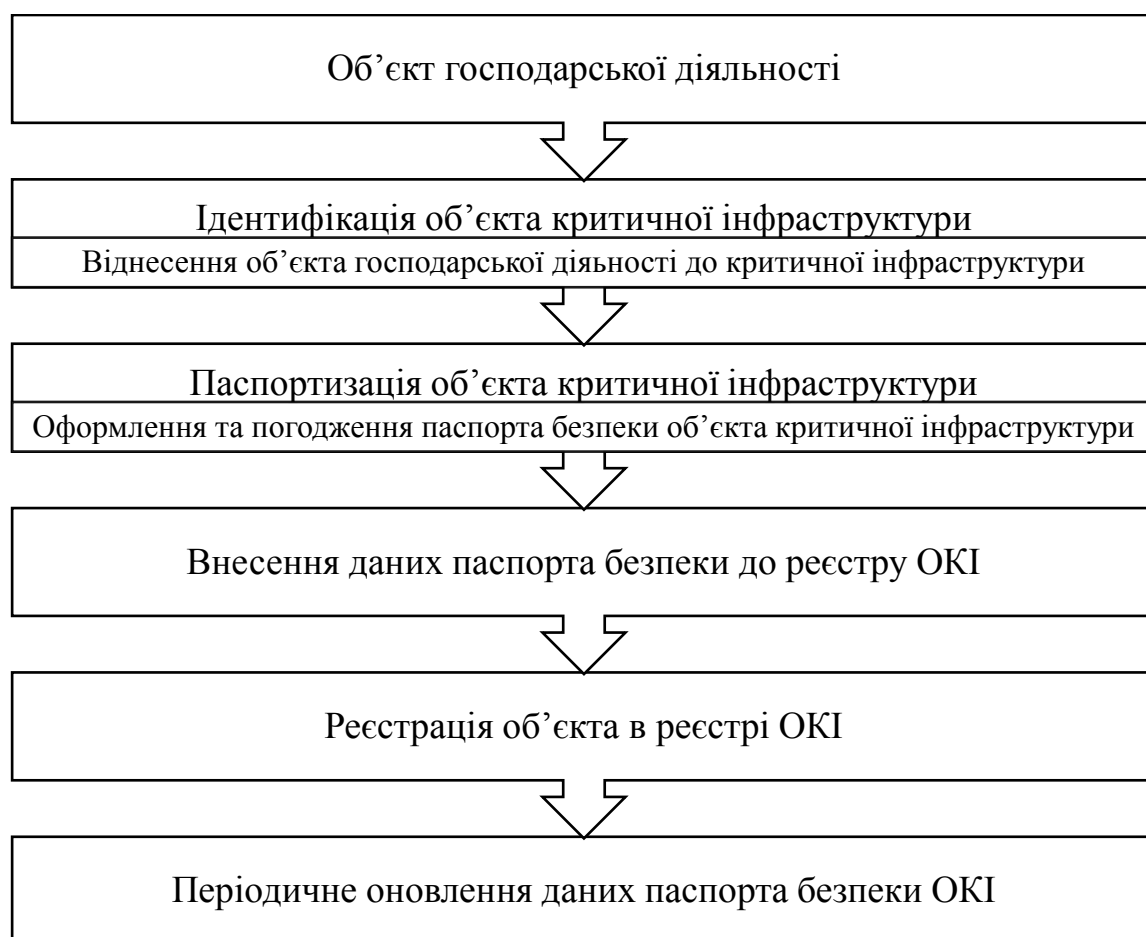 Об’єкт господарської діяльності
Ідентифікація об’єкта критичної інфраструктури
Віднесення об’єкта господарської діяьності до критичної інфраструктури
Паспортизація об’єкта критичної інфраструктури
Оформлення та погодження паспорта безпеки об’єкта критичної інфраструктури
Внесення даних паспорта безпеки до реєстру ОКІ
Реєстрація об’єкта в реєстрі ОКІ
Періодичне оновлення даних паспорта безпеки ОКІ